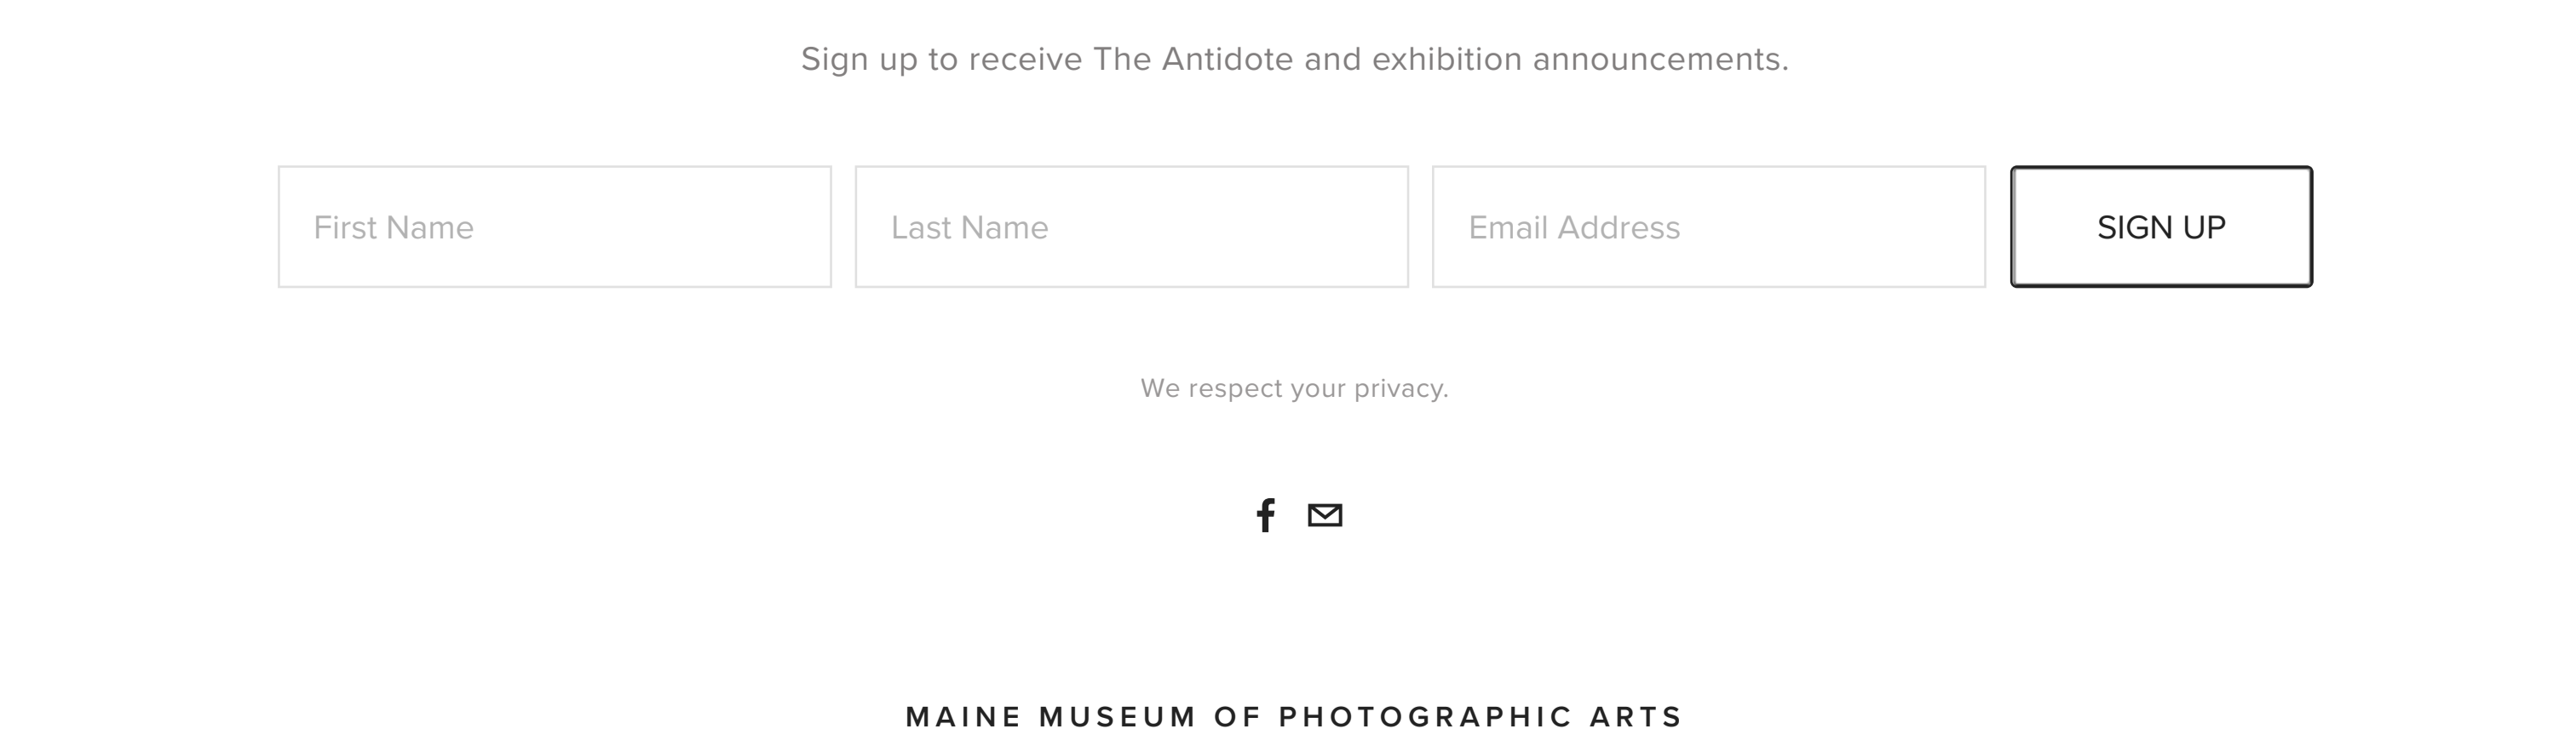 Sign up to receive The Antidote and exhibition announcements.
First Name
Last Name
Email Address
SIGN UP
We respect your privacy.
MAINE MUSEUM OF PHOTOGRAPHIC ARTS